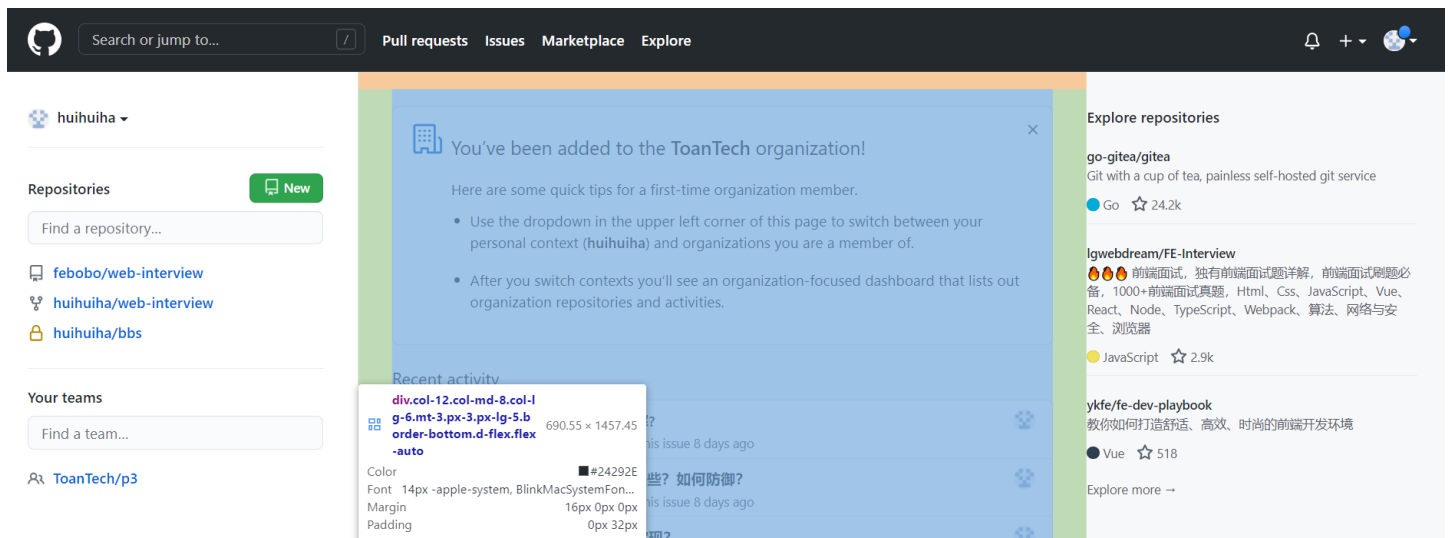 Search or jump to...
/
Pull requests
Issues
Marketplace
Explore
huihuiha
Repositories
New
Find a repository...
febobo/web-interview
huihuiha/web-interview
huihuiha/bbs
Your teams
Find a team...
ToanTech/p3
You've been added to the ToanTech organization!
Here are some quick tips for a first-time organization member.
Use the dropdown in the upper left corner of this page to switch between your
personal context (huihuiha) and organizations you are a member of.
After you switch contexts you'll see an organization-focused dashboard that lists out
organization repositories and activities.
Recent activity
?
his issue 8 days ago
些？如何防御?
his issue 8 days ago
div.col-12.col-md-8.col-l
g-6.mt-3.px-3.px-lg-5.b
order-bottom.d-flex.flex
-auto
690.55 × 1457.45
Color
#24292E
Font 14px -apple-system, BlinkMacSystemFon...
Margin
16px 0px 0px
Padding
0px 32px
Explore repositories
go-gitea/gitea
Git with a cup of tea, painless self-hosted git service
Go 24.2k
lgwebdream/FE-Interview
🔥🔥🔥 前端面试，独有前端面试题详解，前端面试刷题必
备，1000+前端面试真题，Html、Css、JavaScript、Vue、
React、Node、TypeScript、Webpack、算法、网络与安
全、浏览器
JavaScript 2.9k
ykfe/fe-dev-playbook
教你如何打造舒适、高效、时尚的前端开发环境
Vue 518
Explore more →